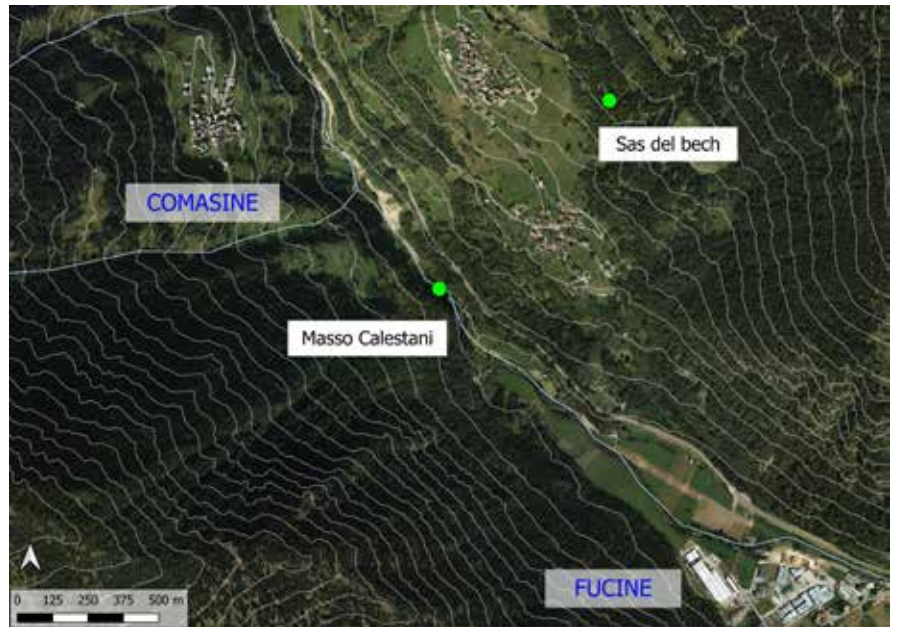 Sas del bech
COMASINE
Masso Calestani
FUCINE
0 125 250 375 500 m